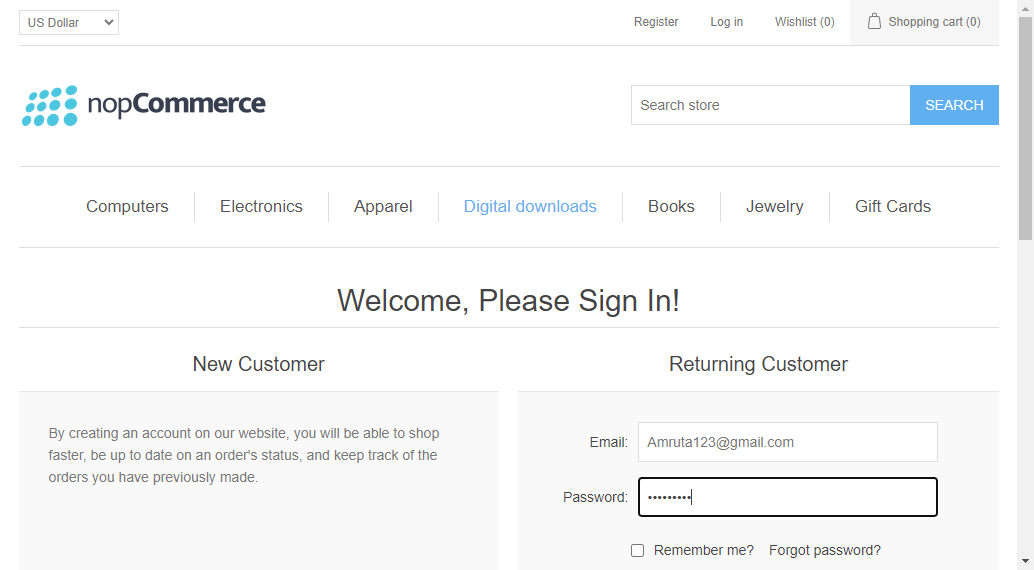 US Dollar Register Log in Wishlist (0) Shopping cart (0)
nopCommerce Search store SEARCH
Computers Electronics Apparel Digital downloads Books Jewelry Gift Cards
Welcome, Please Sign In!
New Customer
By creating an account on our website, you will be able to shop
faster, be up to date on an order's status, and keep track of the
orders you have previously made.
Returning Customer
Email: Amruta123@gmail.com
Password: •••••••••
Remember me? Forgot password?